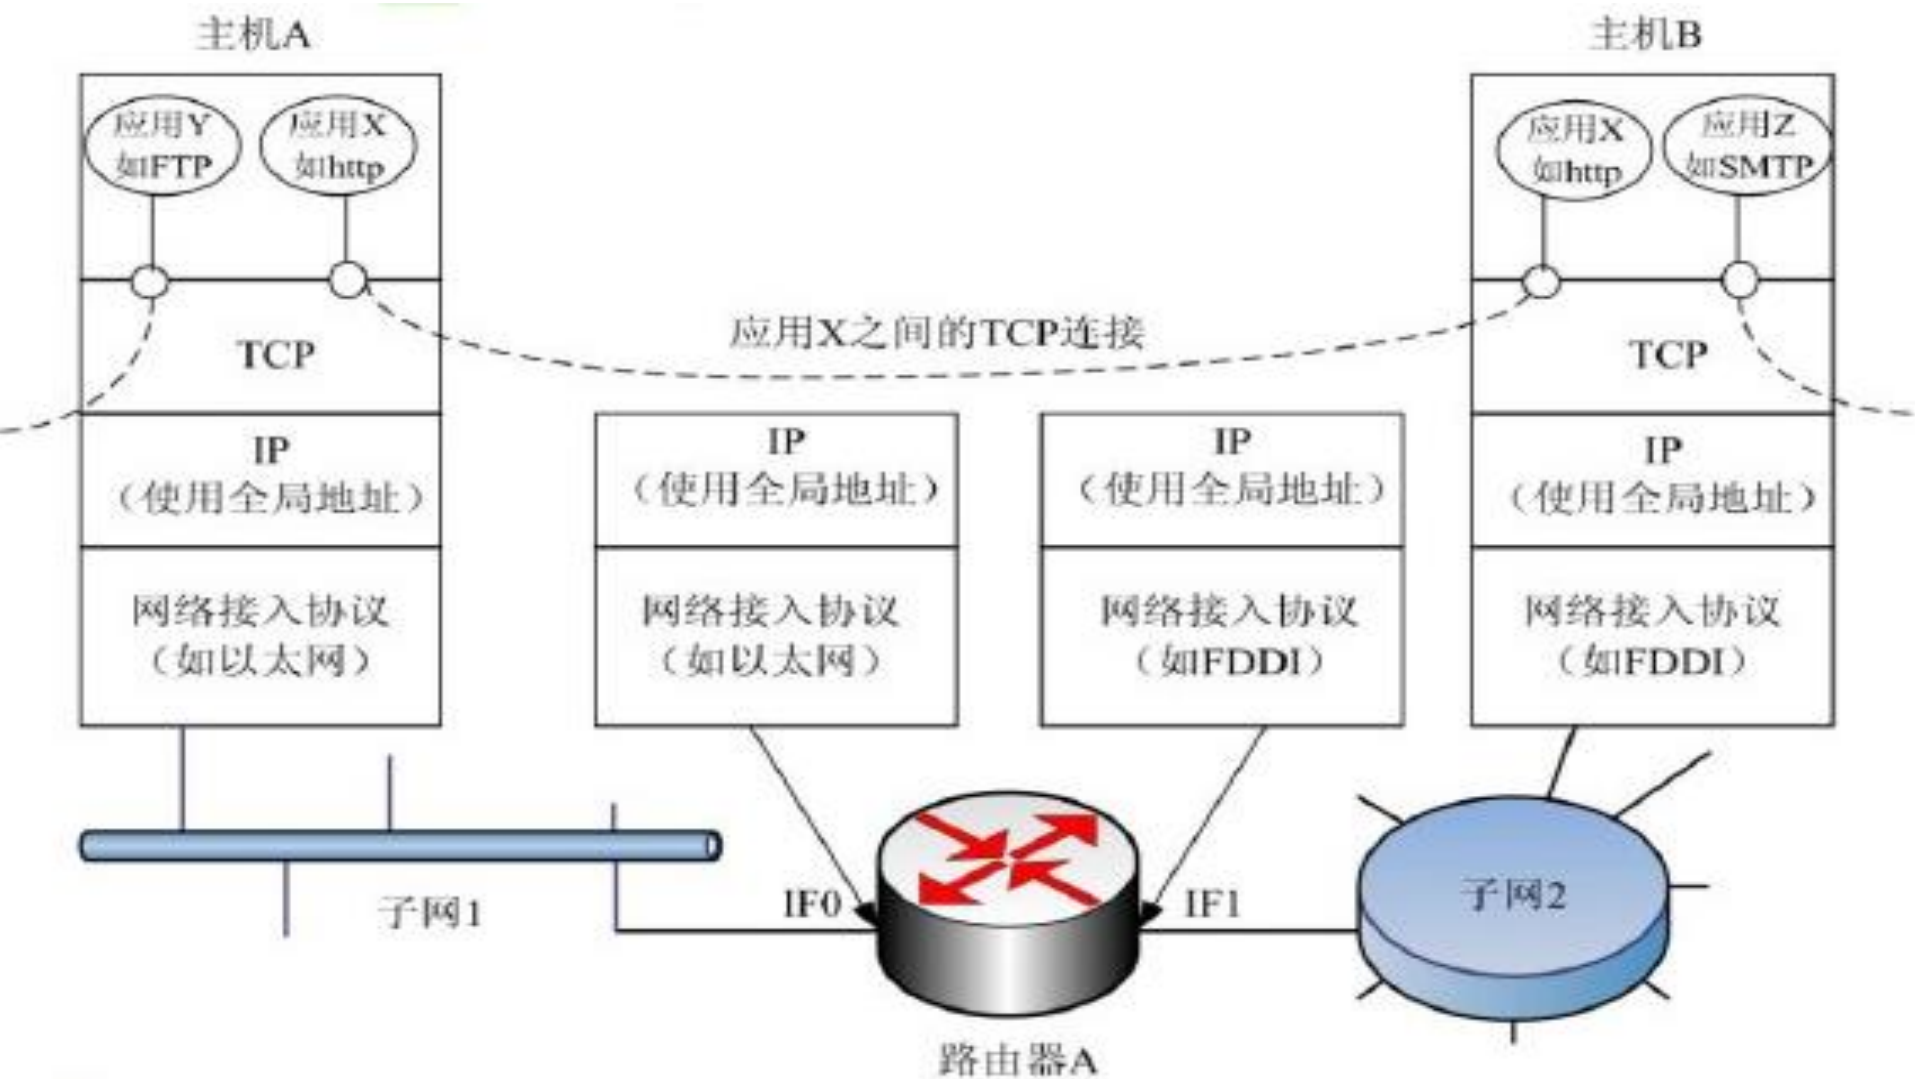 主机A
主机B
应用Y
如FTP
应用X
如http
应用X
如http
应用Z
如SMTP
应用X之间的TCP连接
TCP
TCP
IP
（使用全局地址）
IP
（使用全局地址）
IP
（使用全局地址）
IP
（使用全局地址）
网络接入协议
（如以太网）
网络接入协议
（如以太网）
网络接入协议
（如FDDI）
网络接入协议
（如FDDI）
子网1
IF0
IF1
子网2
路由器A